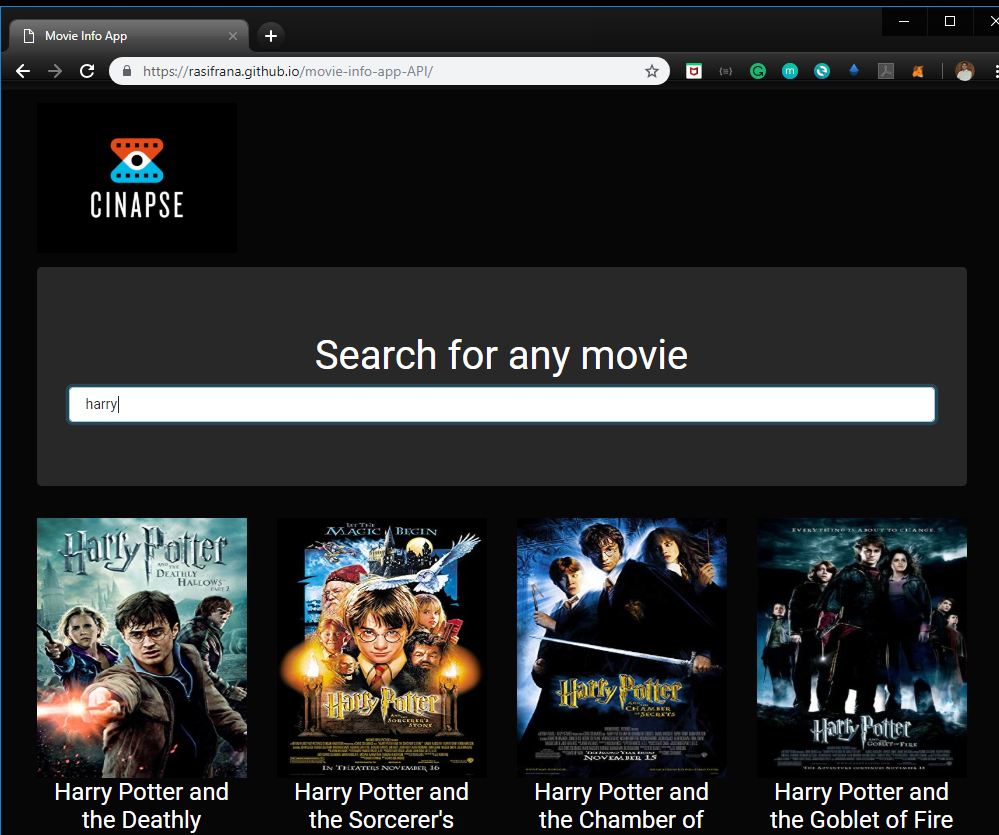 Movie Info App
https://rasifrana.github.io/movie-info-app-API/
CINAPSE
Search for any movie
harry
Harry Potter
AND THE
DEATHLY
HALLOWS
PART 2
LET THE
MAGIC BEGIN
Harry Potter
AND THE
SORCERER'S
STONE
IN THEATERS NOVEMBER 16
Harry Potter
AND THE
CHAMBER
OF SECRETS
NOVEMBER 15
EVERYTHING IS ABOUT TO CHANGE.
Harry Potter
AND THE
GOBLET OF FIRE
Harry Potter and
the Deathly
Harry Potter and
the Sorcerer's
Harry Potter and
the Chamber of
Harry Potter and
the Goblet of Fire